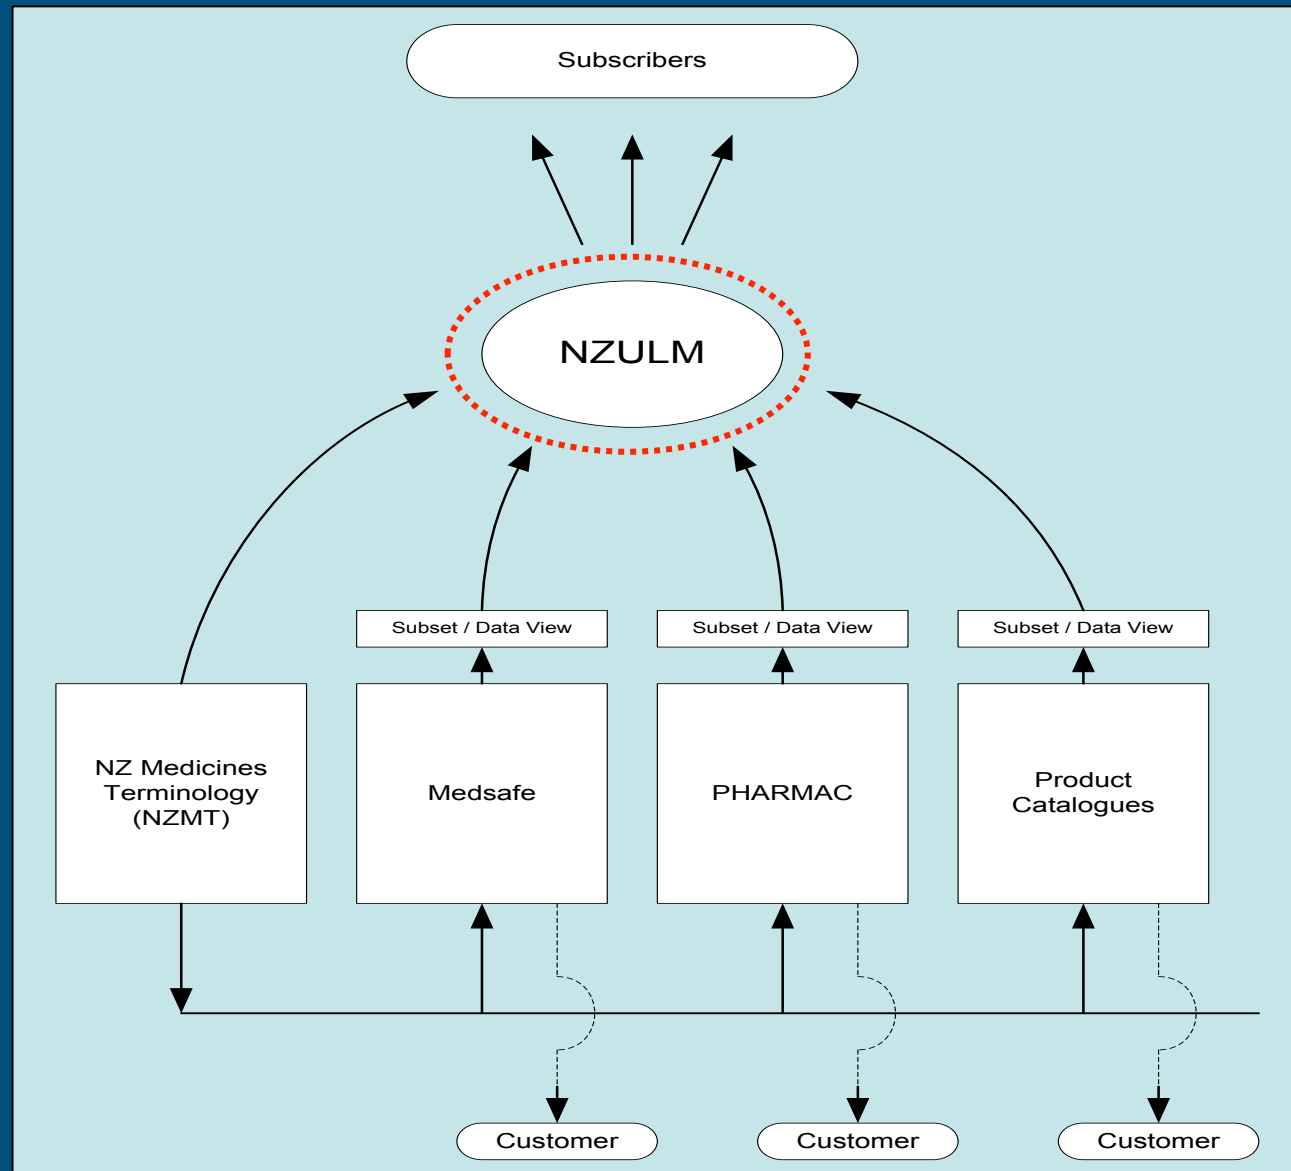 Subscribers
NZULM
Subset / Data View
Subset / Data View
Subset / Data View
NZ Medicines
Terminology
(NZMT)
Medsafe
PHARMAC
Product
Catalogues
Customer
Customer
Customer